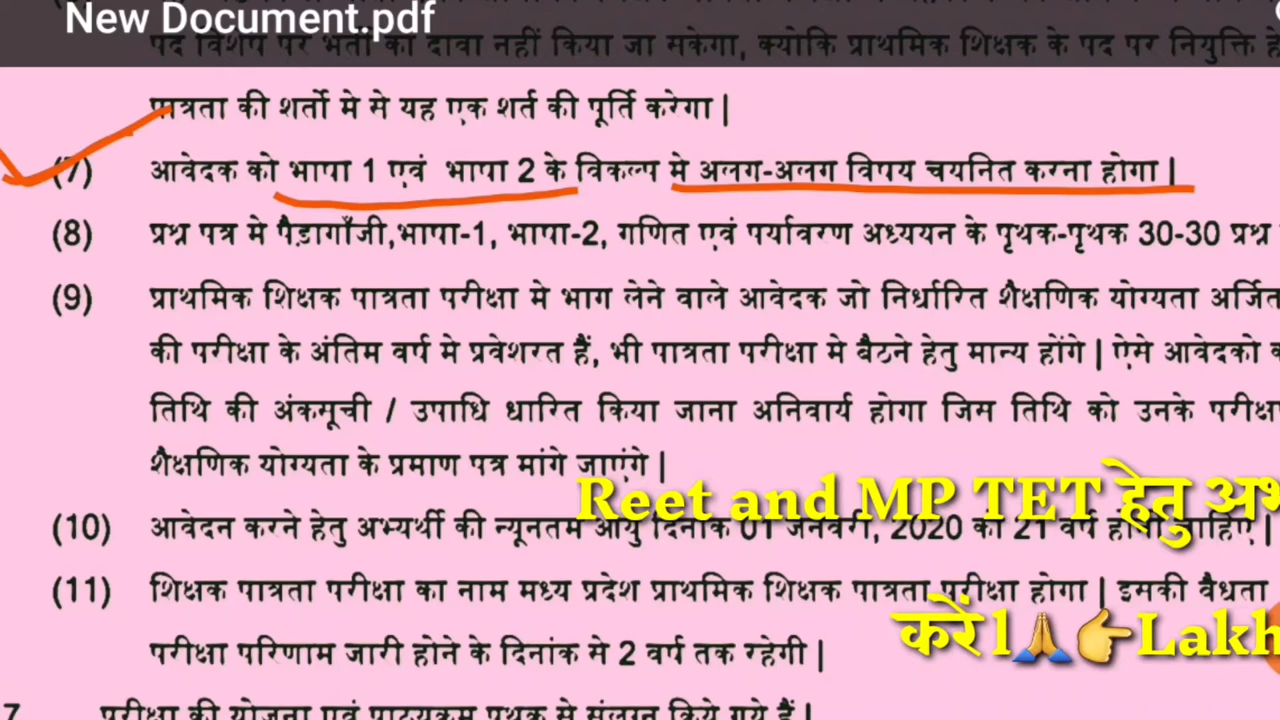 New Document.pdf
पद विशेष पर भर्ती का दावा नहीं किया जा सकेगा, क्योकि प्राथमिक शिक्षक के पद पर नियुक्ति
पात्रता की शर्तो मे से यह एक शर्त की पूर्ति करेगा |
(7) आवेदक को भाषा 1 एवं भाषा 2 के विकल्प मे अलग-अलग विषय चयनित करना होगा |
(8) प्रश्न पत्र मे पैडागॉंजी,भाषा-1, भाषा-2, गणित एवं पर्यावरण अध्ययन के पृथक-पृथक 30-30 प्रश्न
(9) प्राथमिक शिक्षक पात्रता परीक्षा मे भाग लेने वाले आवेदक जो निर्धारित शैक्षणिक योग्यता अर्जित
की परीक्षा के अंतिम वर्ष मे प्रवेशरत हैं, भी पात्रता परीक्षा मे बैठने हेतु मान्य होंगे | ऐसे आवेदको
तिथि की अंकसूची / उपाधि धारित किया जाना अनिवार्य होगा जिस तिथि को उनके परीक्षा
शैक्षणिक योग्यता के प्रमाण पत्र मांगे जाएंगे |
Reet and MP TET हेतु
(10) आवेदन करने हेतु अभ्यर्थी की न्यूनतम आयु दिनांक 01 जनवरी, 2020 को 21 वर्ष होनी चाहिए |
(11) शिक्षक पात्रता परीक्षा का नाम मध्य प्रदेश प्राथमिक शिक्षक पात्रता परीक्षा होगा | इसकी वैधता
करें l🙏👉Lakh
परीक्षा परिणाम जारी होने के दिनांक से 2 वर्ष तक रहेगी |
7 परीक्षा की योजना एवं पाठ्यक्रम पृथक से संलग्न किये गये हैं |